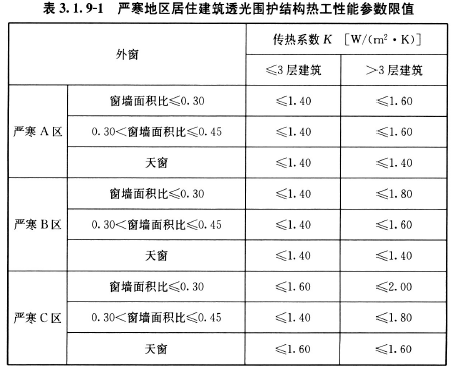 表 3.1.9-1 严寒地区居住建筑透光围护结构热工性能参数限值
外窗 传热系数 K [W/(m²·K)]
≤3 层建筑 >3 层建筑
严寒 A 区 窗墙面积比≤0.30 ≤1.40 ≤1.60
0.30<窗墙面积比≤0.45 ≤1.40 ≤1.60
天窗 ≤1.40 ≤1.40
严寒 B 区 窗墙面积比≤0.30 ≤1.40 ≤1.80
0.30<窗墙面积比≤0.45 ≤1.40 ≤1.60
天窗 ≤1.40 ≤1.40
严寒 C 区 窗墙面积比≤0.30 ≤1.60 ≤2.00
0.30<窗墙面积比≤0.45 ≤1.40 ≤1.80
天窗 ≤1.60 ≤1.60